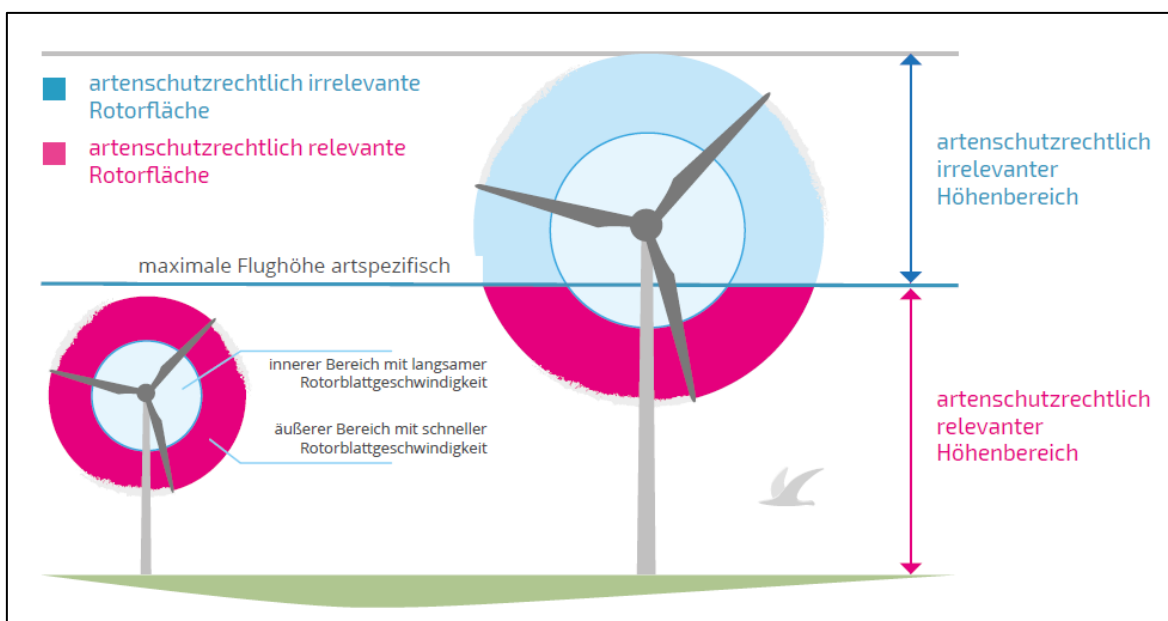 artenschutzrechtlich irrelevante
Rotorfläche
artenschutzrechtlich relevante
Rotorfläche
artenschutzrechtlich
irrelevanter
Höhenbereich
maximale Flughöhe artspezifisch
innerer Bereich mit langsamer
Rotorblattgeschwindigkeit
äußerer Bereich mit schneller
Rotorblattgeschwindigkeit
artenschutzrechtlich
relevanter
Höhenbereich